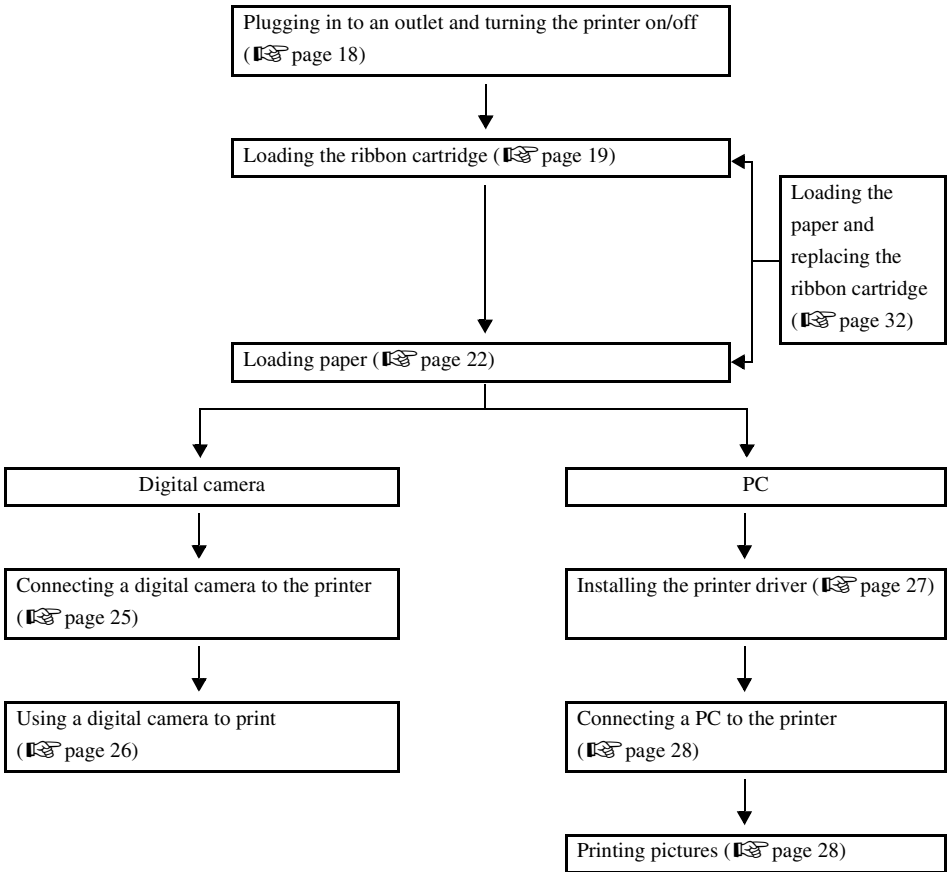 Plugging in to an outlet and turning the printer on/off
(☞ page 18)
Loading the ribbon cartridge (☞ page 19)
Loading the
paper and
replacing the
ribbon cartridge
(☞ page 32)
Loading paper (☞ page 22)
Digital camera
PC
Connecting a digital camera to the printer
(☞ page 25)
Installing the printer driver (☞ page 27)
Using a digital camera to print
(☞ page 26)
Connecting a PC to the printer
(☞ page 28)
Printing pictures (☞ page 28)